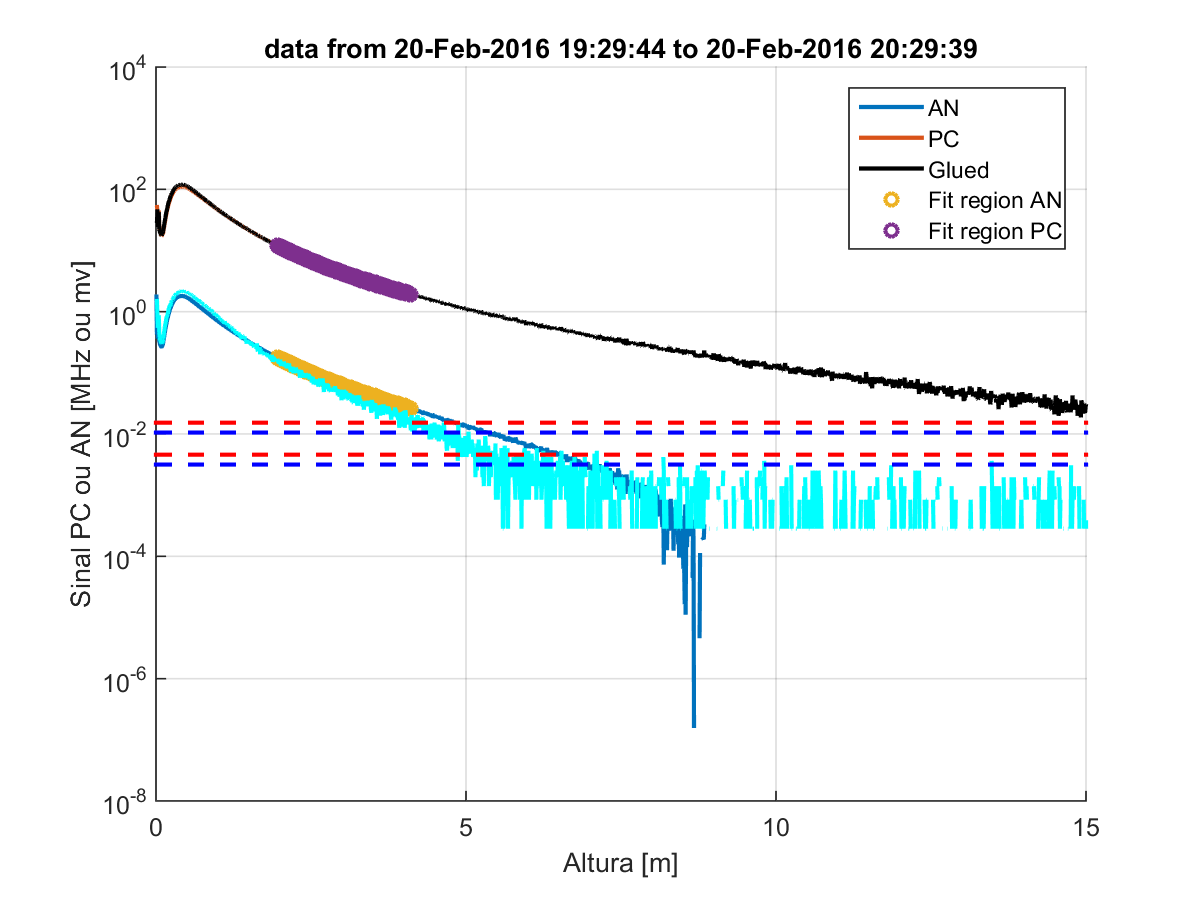 data from 20-Feb-2016 19:29:44 to 20-Feb-2016 20:29:39
10^4
10^2
10^0
10^-2
10^-4
10^-6
10^-8
Sinal PC ou AN [MHz ou mv]
AN
PC
Glued
Fit region AN
Fit region PC
0
5
10
15
Altura [m]